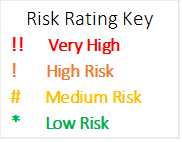 Risk Rating Key
!! Very High
! High Risk
# Medium Risk
* Low Risk